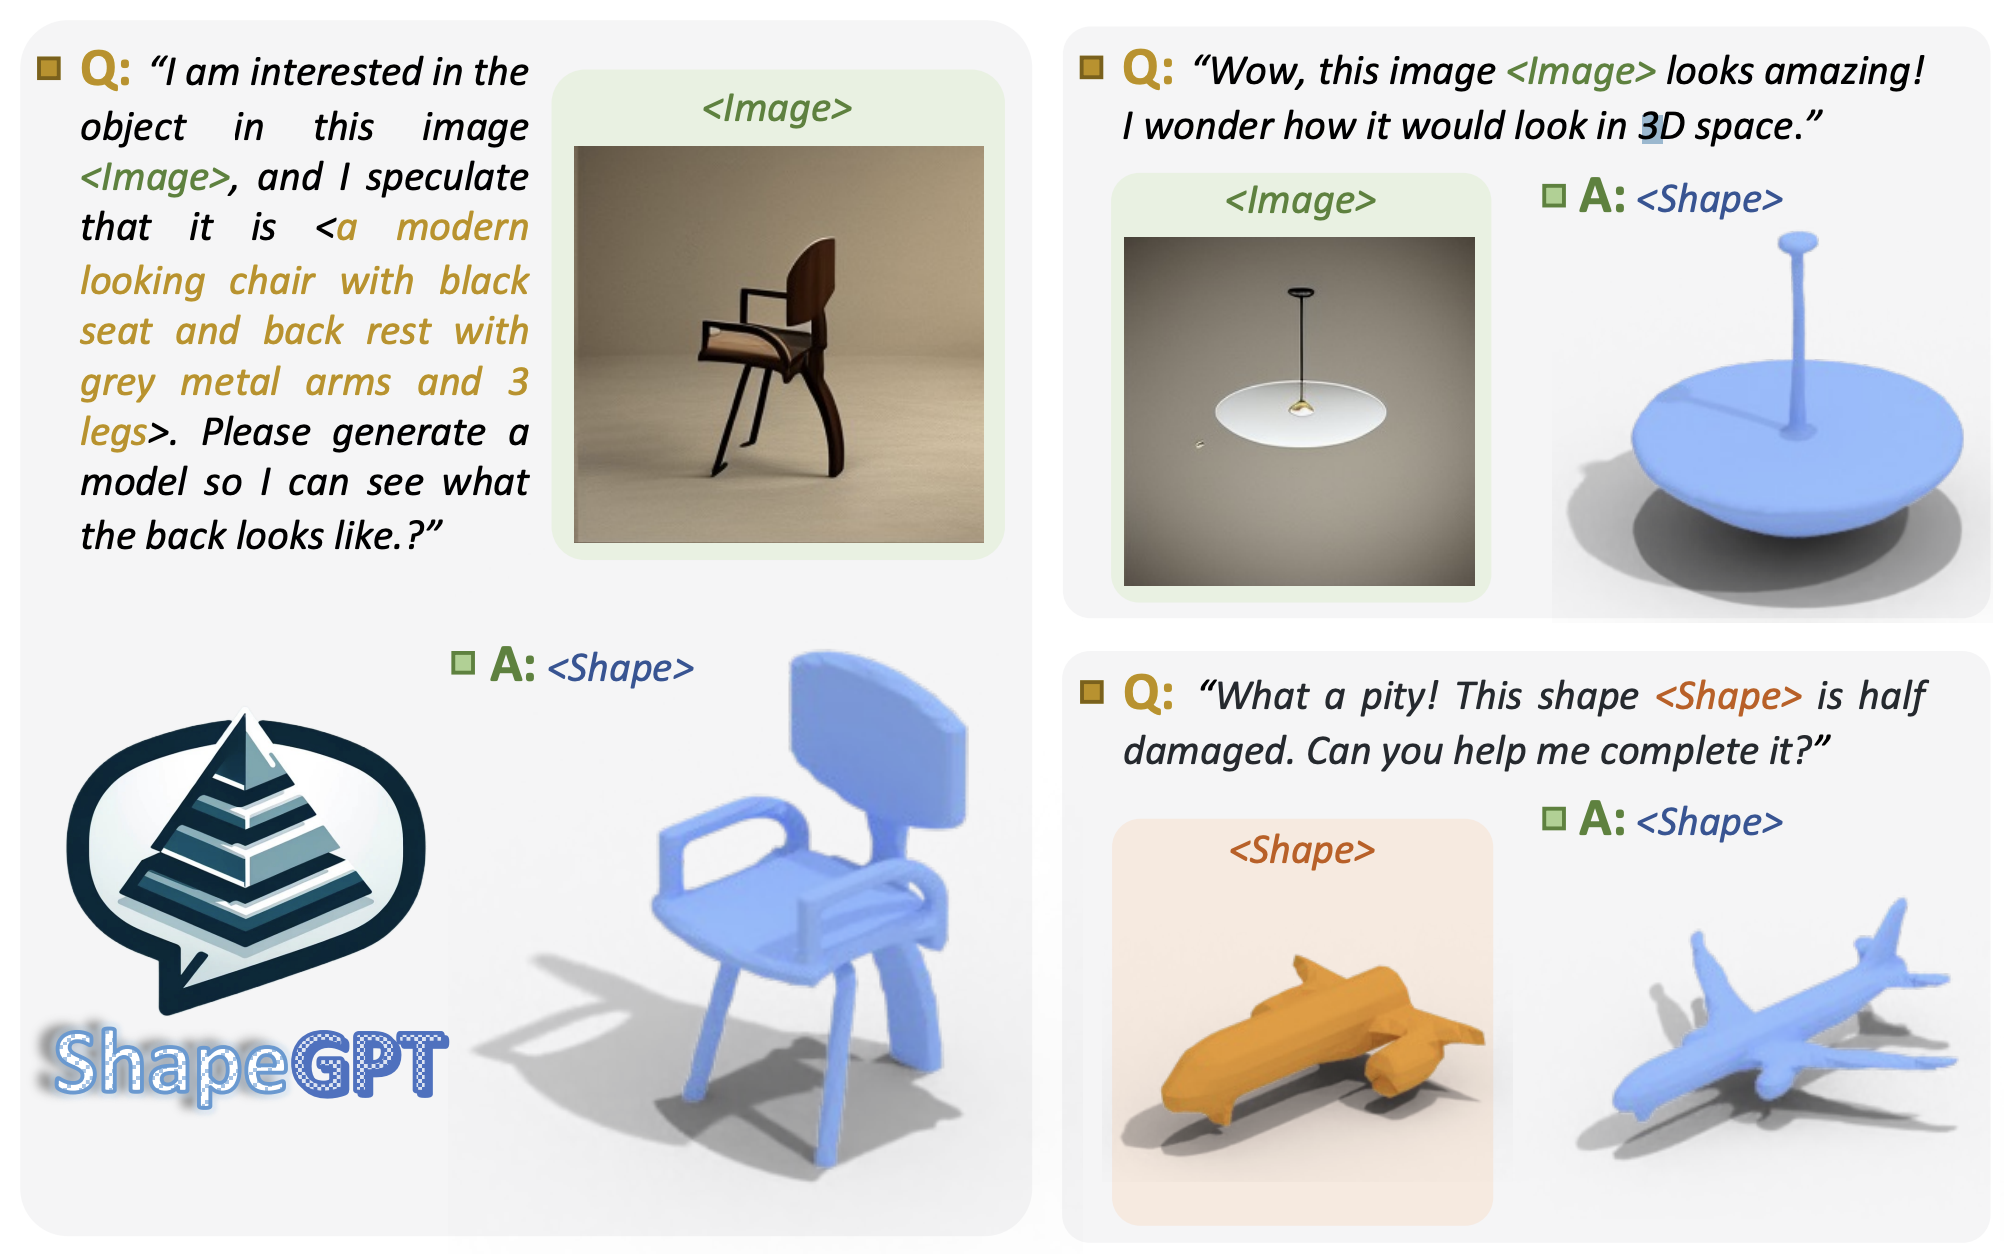 Q: “I am interested in the
object in this image
<Image>, and I speculate
that it is <a modern
looking chair with black
seat and back rest with
grey metal arms and 3
legs>. Please generate a
model so I can see what
the back looks like.?”
<Image>
A: <Shape>
ShapeGPT
Q: “Wow, this image <Image> looks amazing!
I wonder how it would look in 3D space.”
<Image>
A: <Shape>
Q: “What a pity! This shape <Shape> is half
damaged. Can you help me complete it?”
<Shape>
A: <Shape>